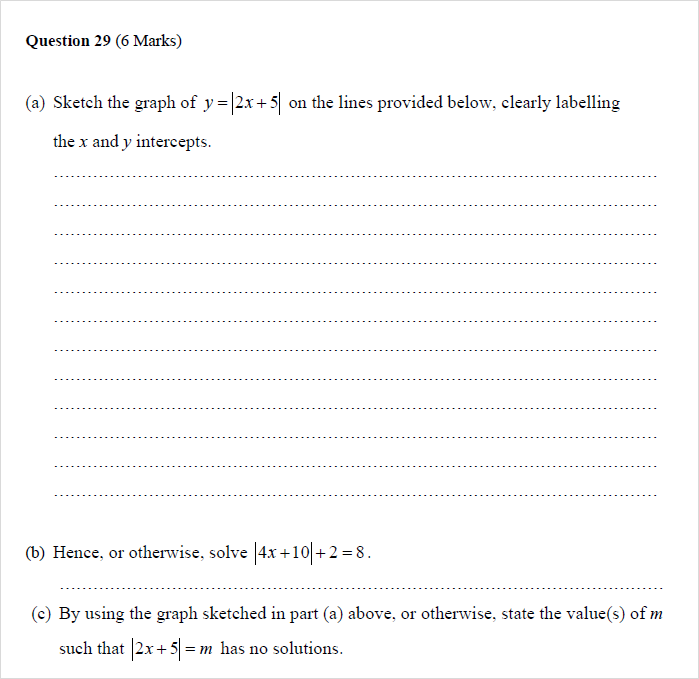 Question 29 (6 Marks)
(a) Sketch the graph of y = |2x + 5| on the lines provided below, clearly labelling
the x and y intercepts.
(b) Hence, or otherwise, solve |4x + 10| + 2 = 8.
(c) By using the graph sketched in part (a) above, or otherwise, state the value(s) of m
such that |2x + 5| = m has no solutions.